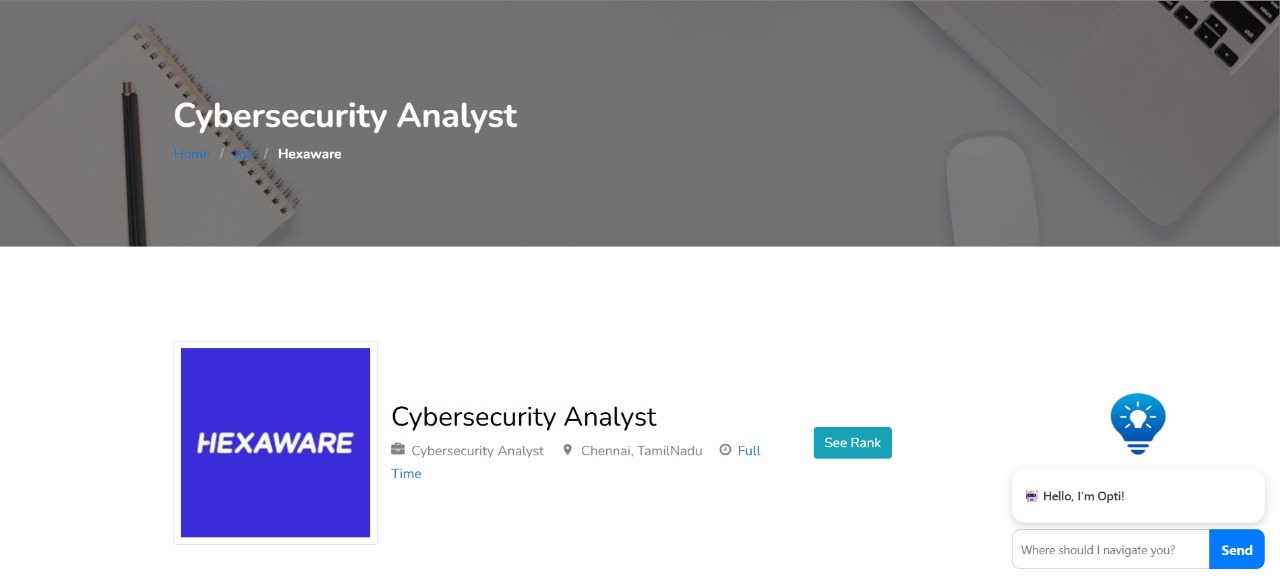 Cybersecurity Analyst
Home / Job / Hexaware
HEXAWARE
Cybersecurity Analyst
Cybersecurity Analyst Chennai, TamilNadu Full
Time
See Rank
Hello, I'm Opti!
Where should I navigate you? Send